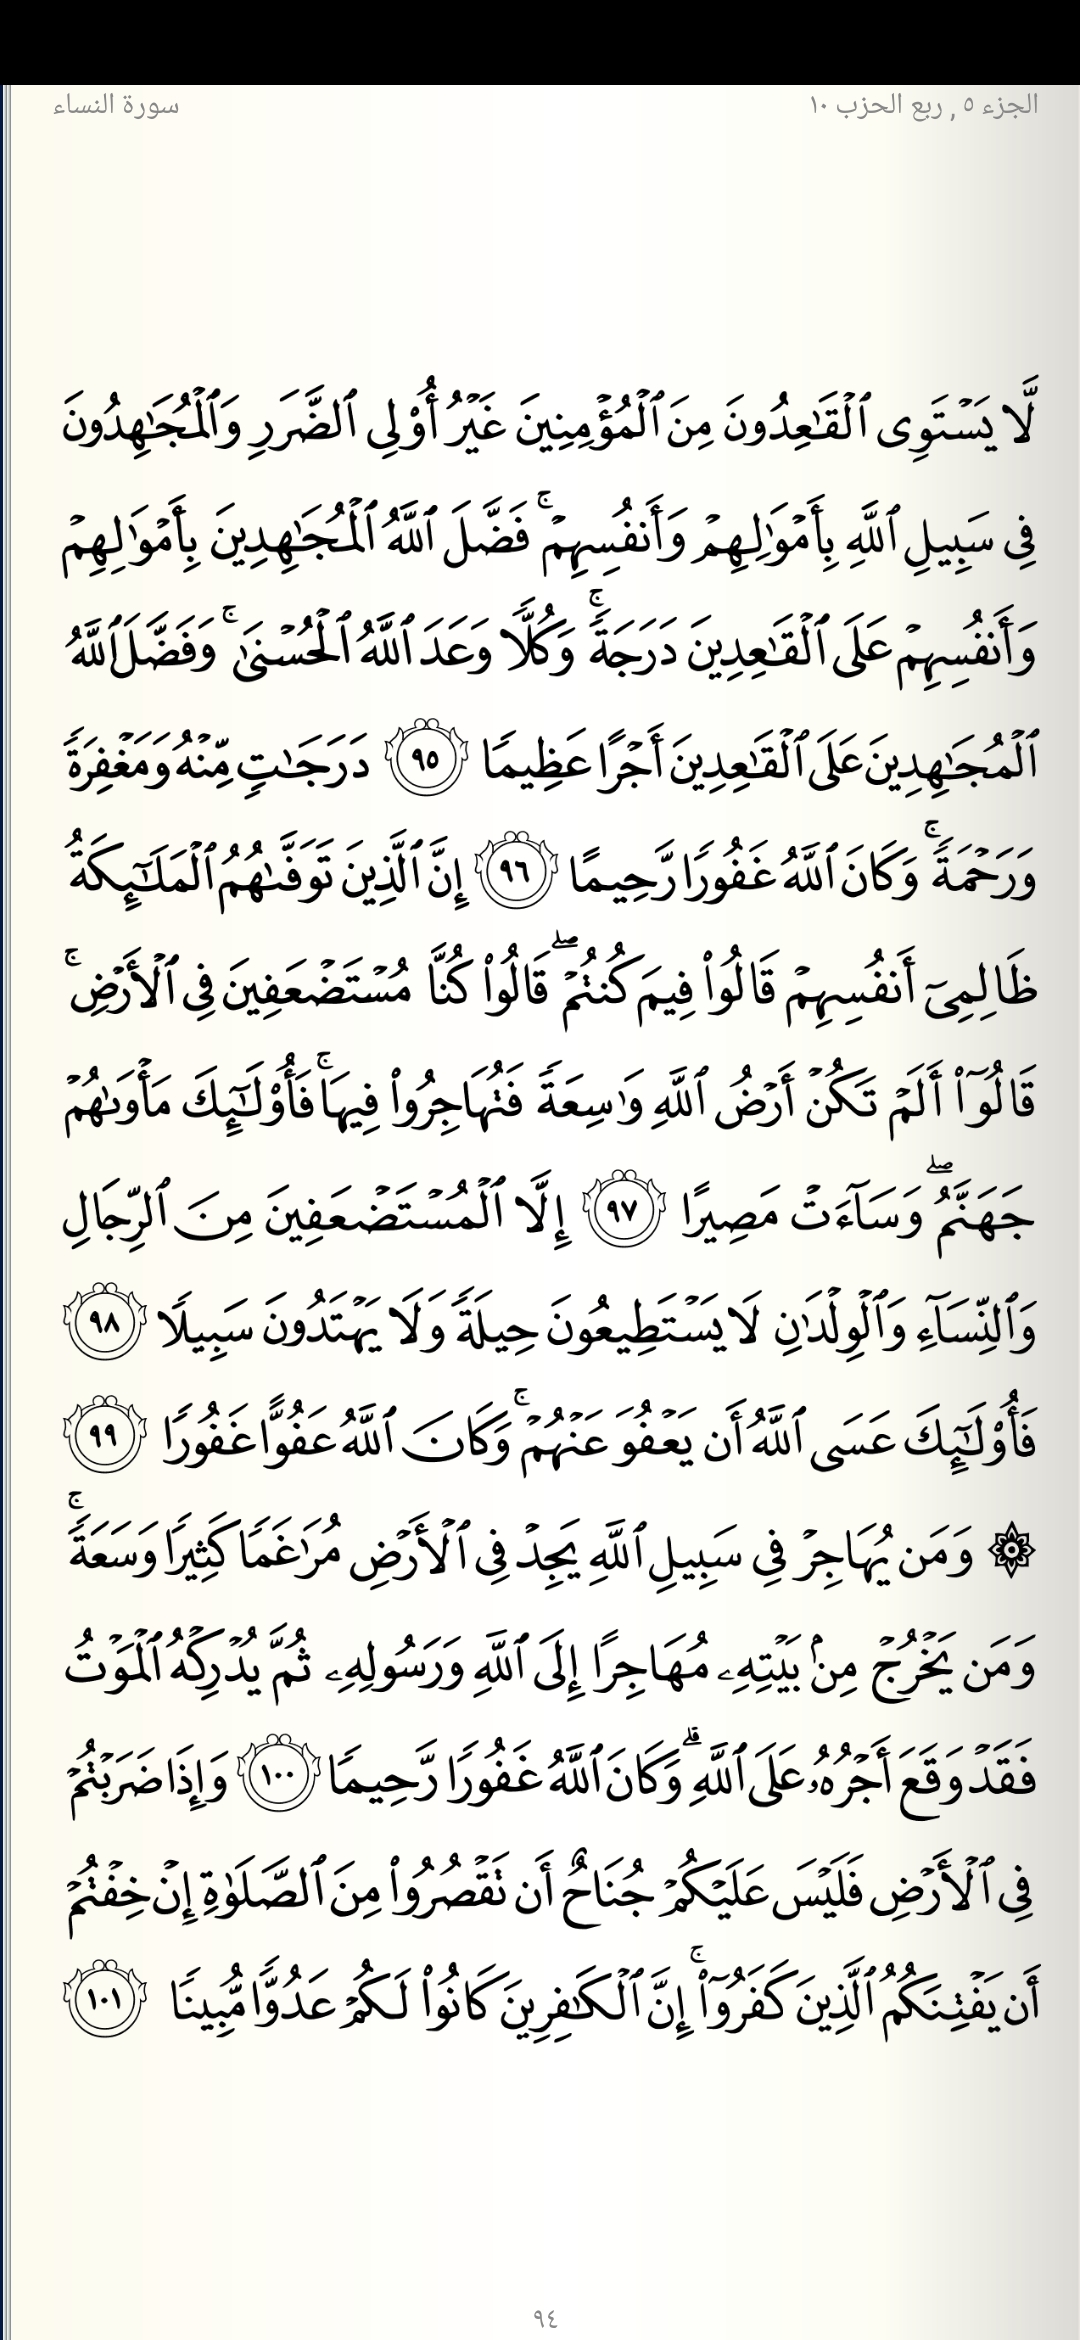 الجزء ٥ , ربع الحزب ١٠
سورة النساء
لَّا يَسْتَوِى ٱلْقَـٰعِدُونَ مِنَ ٱلْمُؤْمِنِينَ غَيْرُ أُو۟لِى ٱلضَّرَرِ وَٱلْمُجَـٰهِدُونَ
فِى سَبِيلِ ٱللَّهِ بِأَمْوَٰلِهِمْ وَأَنفُسِهِمْ ۚ فَضَّلَ ٱللَّهُ ٱلْمُجَـٰهِدِينَ بِأَمْوَٰلِهِمْ
وَأَنفُسِهِمْ عَلَى ٱلْقَـٰعِدِينَ دَرَجَةً ۚ وَكُلًّا وَعَدَ ٱللَّهُ ٱلْحُسْنَىٰ ۚ وَفَضَّلَ ٱللَّهُ
ٱلْمُجَـٰهِدِينَ عَلَى ٱلْقَـٰعِدِينَ أَجْرًا عَظِيمًا ٩٥ دَرَجَـٰتٍ مِّنْهُ وَمَغْفِرَةً
وَرَحْمَةً ۚ وَكَانَ ٱللَّهُ غَفُورًا رَّحِيمًا ٩٦ إِنَّ ٱلَّذِينَ تَوَفَّىٰهُمُ ٱلْمَلَـٰٓئِكَةُ
ظَالِمِىٓ أَنفُسِهِمْ قَالُوا۟ فِيمَ كُنتُمْ ۖ قَالُوا۟ كُنَّا مُسْتَضْعَفِينَ فِى ٱلْأَرْضِ ۚ
قَالُوٓا۟ أَلَمْ تَكُنْ أَرْضُ ٱللَّهِ وَٰسِعَةً فَتُهَاجِرُوا۟ فِيهَا ۚ فَأُو۟لَـٰٓئِكَ مَأْوَىٰهُمْ
جَهَنَّمُ ۖ وَسَآءَتْ مَصِيرًا ٩٧ إِلَّا ٱلْمُسْتَضْعَفِينَ مِنَ ٱلرِّجَالِ
وَٱلنِّسَآءِ وَٱلْوِلْدَٰنِ لَا يَسْتَطِيعُونَ حِيلَةً وَلَا يَهْتَدُونَ سَبِيلًا ٩٨
فَأُو۟لَـٰٓئِكَ عَسَى ٱللَّهُ أَن يَعْفُوَ عَنْهُمْ ۚ وَكَانَ ٱللَّهُ عَفُوًّا غَفُورًا ٩٩
۞ وَمَن يُهَاجِرْ فِى سَبِيلِ ٱللَّهِ يَجِدْ فِى ٱلْأَرْضِ مُرَٰغَمًا كَثِيرًا وَسَعَةً ۚ
وَمَن يَخْرُجْ مِنۢ بَيْتِهِۦ مُهَاجِرًا إِلَى ٱللَّهِ وَرَسُولِهِۦ ثُمَّ يُدْرِكْهُ ٱلْمَوْتُ
فَقَدْ وَقَعَ أَجْرُهُۥ عَلَى ٱللَّهِ ۗ وَكَانَ ٱللَّهُ غَفُورًا رَّحِيمًا ١٠٠ وَإِذَا ضَرَبْتُمْ
فِى ٱلْأَرْضِ فَلَيْسَ عَلَيْكُمْ جُنَاحٌ أَن تَقْصُرُوا۟ مِنَ ٱلصَّلَوٰةِ إِنْ خِفْتُمْ
أَن يَفْتِنَكُمُ ٱلَّذِينَ كَفَرُوٓا۟ ۚ إِنَّ ٱلْكَـٰفِرِينَ كَانُوا۟ لَكُمْ عَدُوًّا مُّبِينًا ١٠١
٩٤